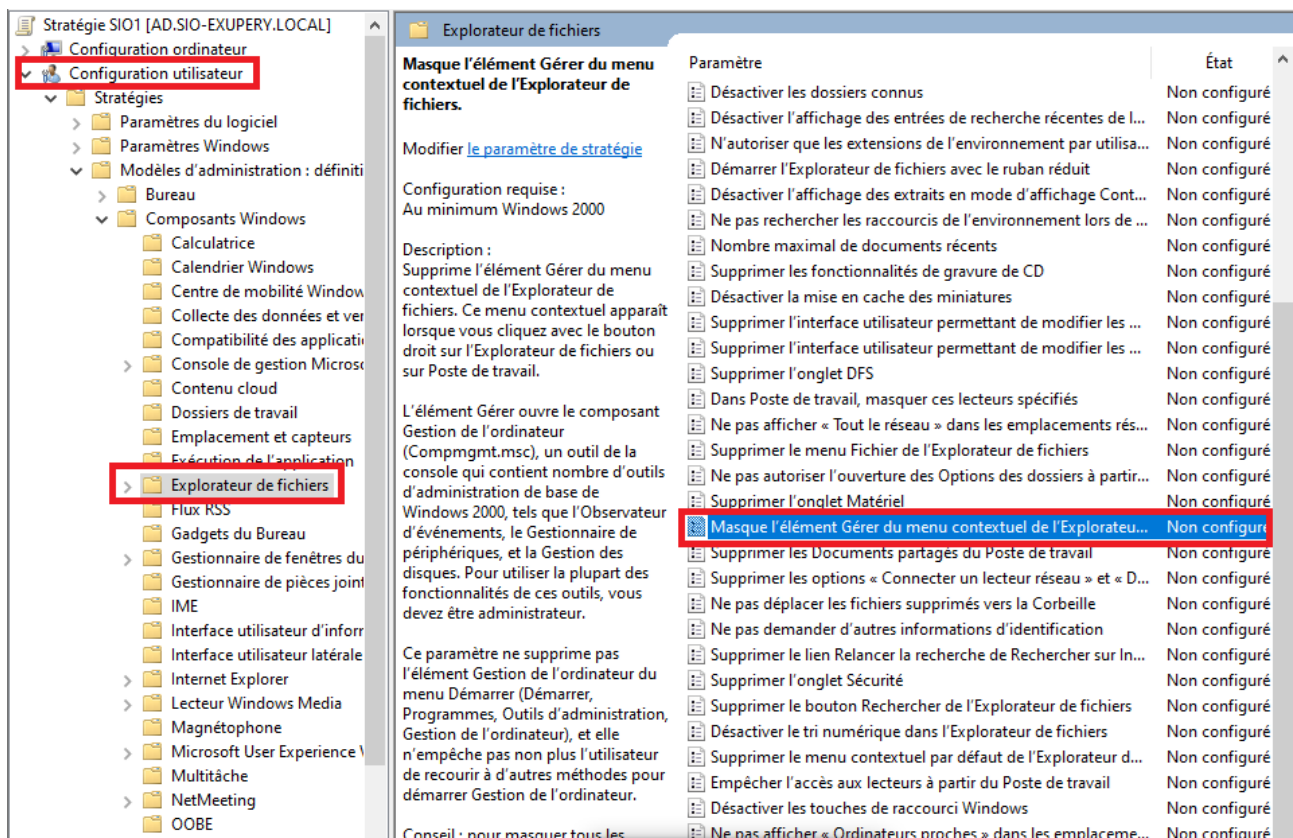 Stratégie SIO1 [AD.SIO-EXUPERY.LOCAL]
Configuration ordinateur
Configuration utilisateur
Stratégies
Paramètres du logiciel
Paramètres Windows
Modèles d'administration : définiti
Bureau
Composants Windows
Calculatrice
Calendrier Windows
Centre de mobilité Window
Collecte des données et ver
Compatibilité des applicati
Console de gestion Microso
Contenu cloud
Dossiers de travail
Emplacement et capteurs
Exécution de l'application
Explorateur de fichiers
Flux RSS
Gadgets du Bureau
Gestionnaire de fenêtres du
Gestionnaire de pièces joint
IME
Interface utilisateur d'inforr
Interface utilisateur latérale
Internet Explorer
Lecteur Windows Media
Magnétophone
Microsoft User Experience V
Multitâche
NetMeeting
OOBE
Explorateur de fichiers
Masque l'élément Gérer du menu
contextuel de l'Explorateur de
fichiers.
Modifier le paramètre de stratégie
Configuration requise :
Au minimum Windows 2000
Description :
Supprime l'élément Gérer du menu
contextuel de l'Explorateur de
fichiers. Ce menu contextuel apparaît
lorsque vous cliquez avec le bouton
droit sur l'Explorateur de fichiers ou
sur Poste de travail.
L'élément Gérer ouvre le composant
Gestion de l'ordinateur
(Compmgmt.msc), un outil de la
console qui contient nombre d'outils
d'administration de base de
Windows 2000, tels que l'Observateur
d'événements, le Gestionnaire de
périphériques, et la Gestion des
disques. Pour utiliser la plupart des
fonctionnalités de ces outils, vous
devez être administrateur.
Ce paramètre ne supprime pas
l'élément Gestion de l'ordinateur du
menu Démarrer (Démarrer,
Programmes, Outils d'administration,
Gestion de l'ordinateur), et elle
n'empêche pas non plus l'utilisateur
de recourir à d'autres méthodes pour
démarrer Gestion de l'ordinateur.
Conseil : pour masquer tous les
Paramètre État
Désactiver les dossiers connus Non configuré
Désactiver l'affichage des entrées de recherche récentes de l... Non configuré
N'autoriser que les extensions de l'environnement par utilisa... Non configuré
Démarrer l'Explorateur de fichiers avec le ruban réduit Non configuré
Désactiver l'affichage des extraits en mode d'affichage Cont... Non configuré
Ne pas rechercher les raccourcis de l'environnement lors de ... Non configuré
Nombre maximal de documents récents Non configuré
Supprimer les fonctionnalités de gravure de CD Non configuré
Désactiver la mise en cache des miniatures Non configuré
Supprimer l'interface utilisateur permettant de modifier les ... Non configuré
Supprimer l'interface utilisateur permettant de modifier les ... Non configuré
Supprimer l'onglet DFS Non configuré
Dans Poste de travail, masquer ces lecteurs spécifiés Non configuré
Ne pas afficher « Tout le réseau » dans les emplacements rés... Non configuré
Supprimer le menu Fichier de l'Explorateur de fichiers Non configuré
Ne pas autoriser l'ouverture des Options des dossiers à partir... Non configuré
Supprimer l'onglet Matériel Non configuré
Masque l'élément Gérer du menu contextuel de l'Explorateu... Non configuré
Supprimer les Documents partagés du Poste de travail Non configuré
Supprimer les options « Connecter un lecteur réseau » et « D... Non configuré
Ne pas déplacer les fichiers supprimés vers la Corbeille Non configuré
Ne pas demander d'autres informations d'identification Non configuré
Supprimer le lien Relancer la recherche de Rechercher sur In... Non configuré
Supprimer l'onglet Sécurité Non configuré
Supprimer le bouton Rechercher de l'Explorateur de fichiers Non configuré
Désactiver le tri numérique dans l'Explorateur de fichiers Non configuré
Supprimer le menu contextuel par défaut de l'Explorateur d... Non configuré
Empêcher l'accès aux lecteurs à partir du Poste de travail Non configuré
Désactiver les touches de raccourci Windows Non configuré
Ne pas afficher « Ordinateurs proches » dans les emplaceme... Non configuré